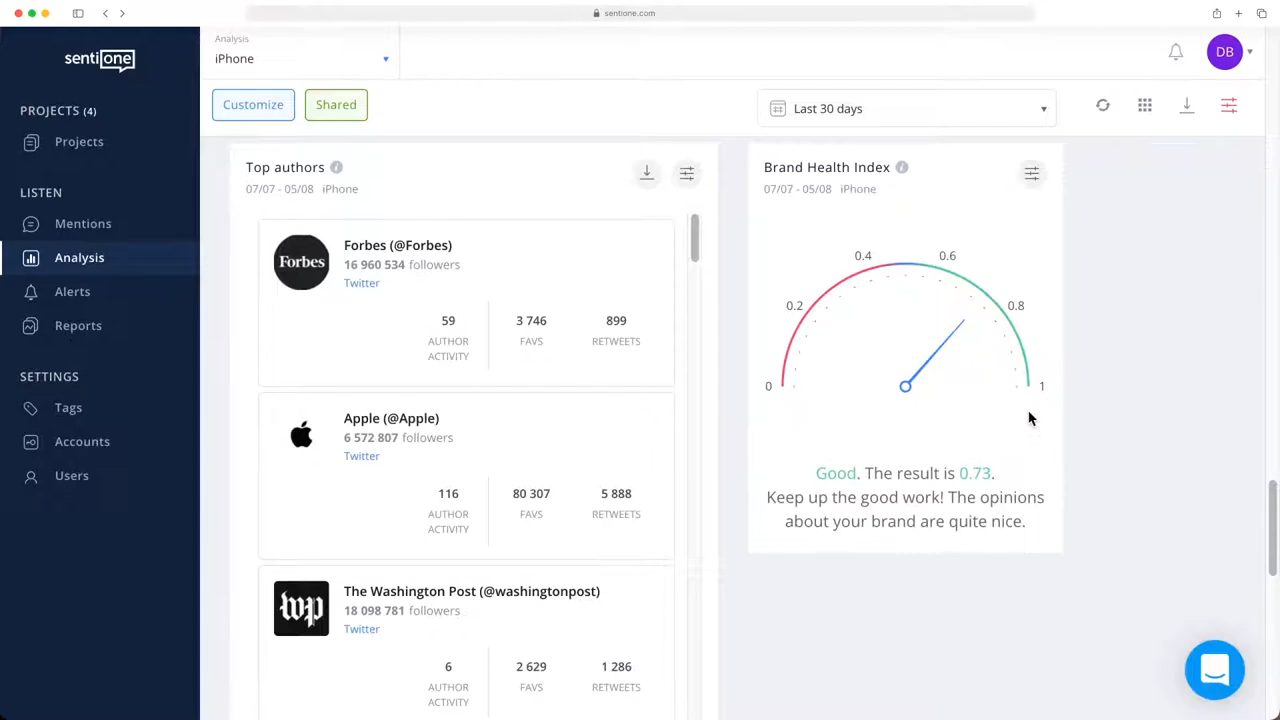 sentione.com
sentione
Analysis
iPhone
DB
Customize
Shared
Last 30 days
PROJECTS (4)
Projects
LISTEN
Mentions
Analysis
Alerts
Reports
SETTINGS
Tags
Accounts
Users
Top authors
07/07 - 05/08 iPhone
Forbes
Forbes (@Forbes)
16 960 534 followers
Twitter
59
AUTHOR
ACTIVITY
3 746
FAVS
899
RETWEETS
Apple (@Apple)
6 572 807 followers
Twitter
116
AUTHOR
ACTIVITY
80 307
FAVS
5 888
RETWEETS
wp
The Washington Post (@washingtonpost)
18 098 781 followers
Twitter
6
AUTHOR
ACTIVITY
2 629
FAVS
1 286
RETWEETS
Brand Health Index
07/07 - 05/08 iPhone
0
0.2
0.4
0.6
0.8
1
Good. The result is 0.73.
Keep up the good work! The opinions
about your brand are quite nice.